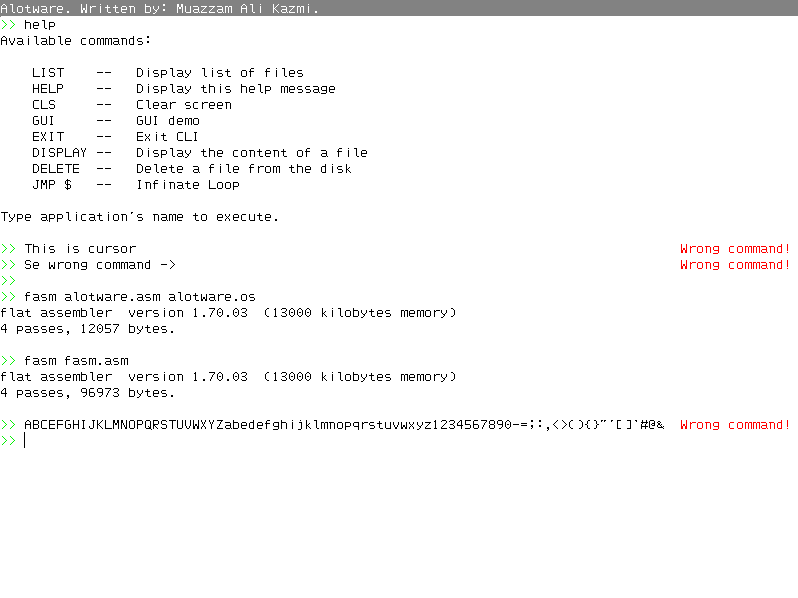 Alotware. Written by: Muazzam Ali Kazmi.
>> help
Available commands:
LIST -- Display list of files
HELP -- Display this help message
CLS -- Clear screen
GUI -- GUI demo
EXIT -- Exit CLI
DISPLAY -- Display the content of a file
DELETE -- Delete a file from the disk
JMP $ -- Infinate Loop
Type application's name to execute.
>> This is cursor Wrong command!
>> Se wrong command -> Wrong command!
>>
>> fasm alotware.asm alotware.os
flat assembler version 1.70.03 (13000 kilobytes memory)
4 passes, 12057 bytes.
>> fasm fasm.asm
flat assembler version 1.70.03 (13000 kilobytes memory)
4 passes, 96973 bytes.
>> ABCEFGHIJKLMNOPQRSTUVWXYZabedefghijklmnopqrstuvwxyz1234567890-=;:,<>(){}"'[]`#@& Wrong command!
>>